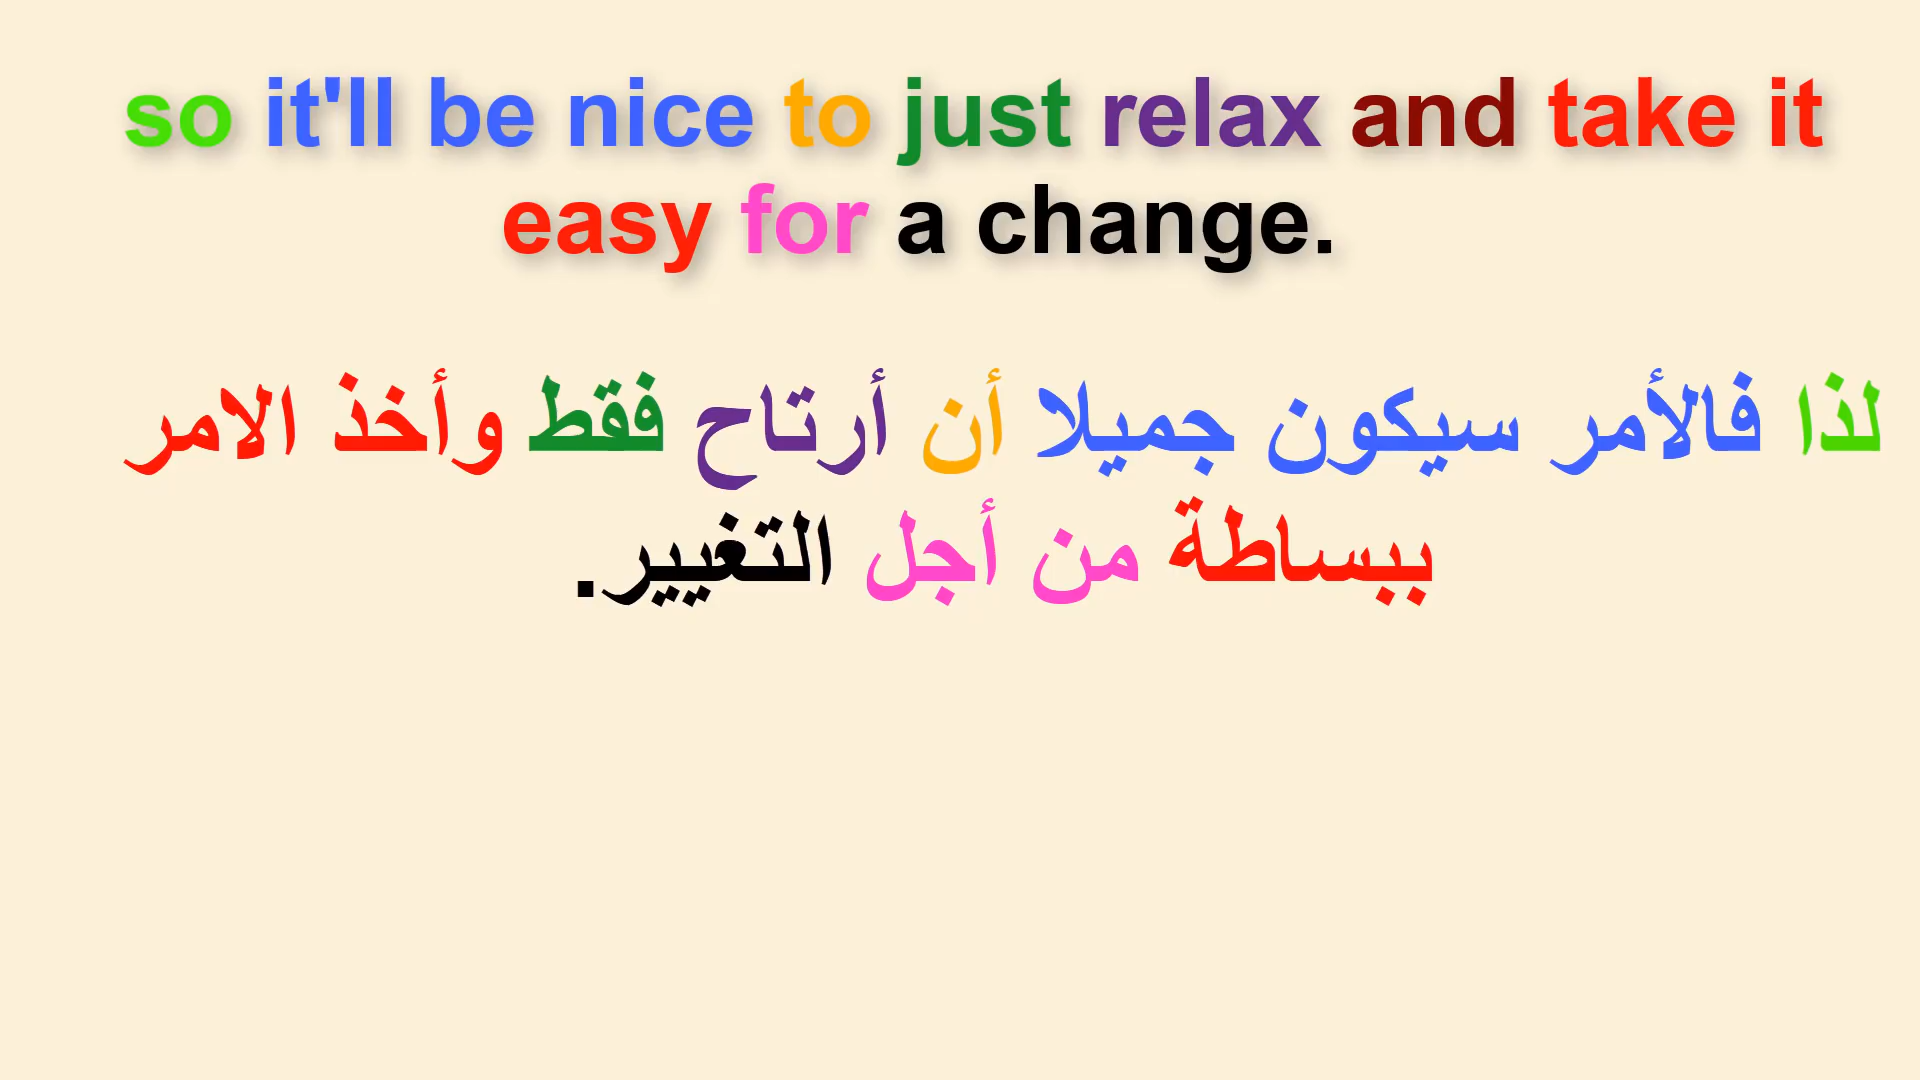 so it'll be nice to just relax and take it
easy for a change.
لذا فالأمر سيكون جميلا أن أرتاح فقط وأخذ الامر
ببساطة من أجل التغيير.